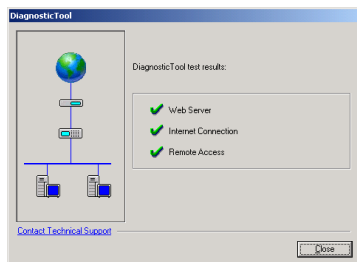 DiagnosticTool
DiagnosticTool test results:
Web Server
Internet Connection
Remote Access
Contact Technical Support
Close